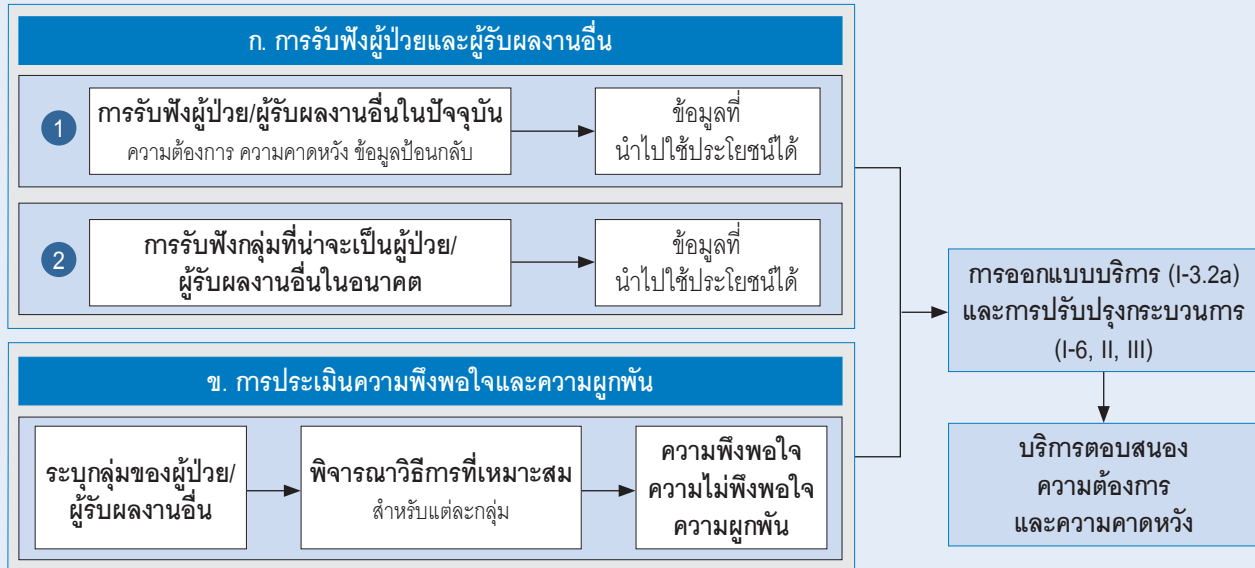 ก. การรับฟังผู้ป่วยและผู้รับผลงานอื่น
1
การรับฟังผู้ป่วย/ผู้รับผลงานอื่นในปัจจุบัน
ความต้องการ ความคาดหวัง ข้อมูลป้อนกลับ
ข้อมูลที่
นำไปใช้ประโยชน์ได้
2
การรับฟังกลุ่มที่น่าจะเป็นผู้ป่วย/
ผู้รับผลงานอื่นในอนาคต
ข้อมูลที่
นำไปใช้ประโยชน์ได้
ข. การประเมินความพึงพอใจและความผูกพัน
ระบุกลุ่มของผู้ป่วย/
ผู้รับผลงานอื่น
พิจารณาวิธีการที่เหมาะสม
สำหรับแต่ละกลุ่ม
ความพึงพอใจ
ความไม่พึงพอใจ
ความผูกพัน
การออกแบบบริการ (I-3.2a)
และการปรับปรุงกระบวนการ
(I-6, II, III)
บริการตอบสนอง
ความต้องการ
และความคาดหวัง